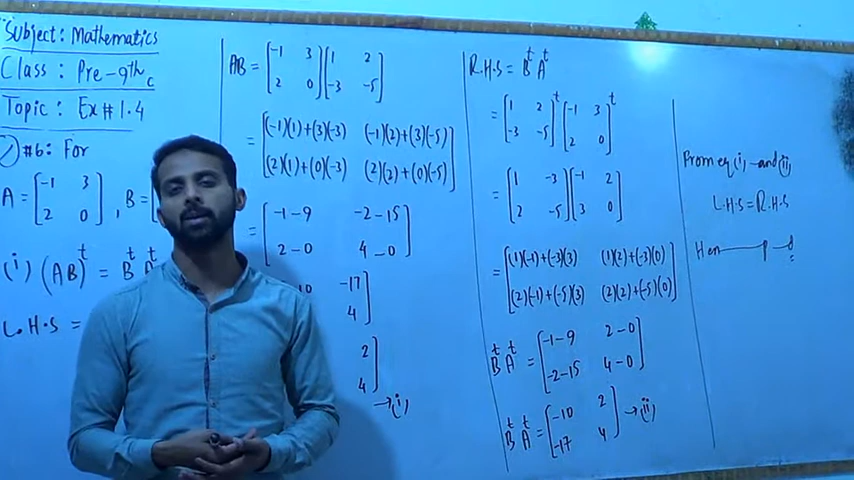 Subject: Mathematics
Class: Pre-9th c
Topic: Ex # 1.4
#6: For
A = [-1 3; 2 0], B = [
(i) (AB)^t = B^t A^t
L.H.S =
AB = [-1 3; 2 0] [1 2; -3 -5]
= [(-1)(1)+(3)(-3) (-1)(2)+(3)(-5)
(2)(1)+(0)(-3) (2)(2)+(0)(-5)]
= [-1-9 -2-15
2-0 4-0]
10 -17
4]
2
4]
→(i)
R.H.S = B^t A^t
= [1 2; -3 -5]^t [-1 3; 2 0]^t
= [1 -3; 2 -5] [-1 2; 3 0]
= [(1)(-1)+(-3)(3) (1)(2)+(-3)(0)
(2)(-1)+(-5)(3) (2)(2)+(-5)(0)]
B^t A^t = [-1-9 2-0
-2-15 4-0]
B^t A^t = [-10 2
-17 4] →(ii)
From eq (i) and (ii)
L.H.S = R.H.S
Hen p d